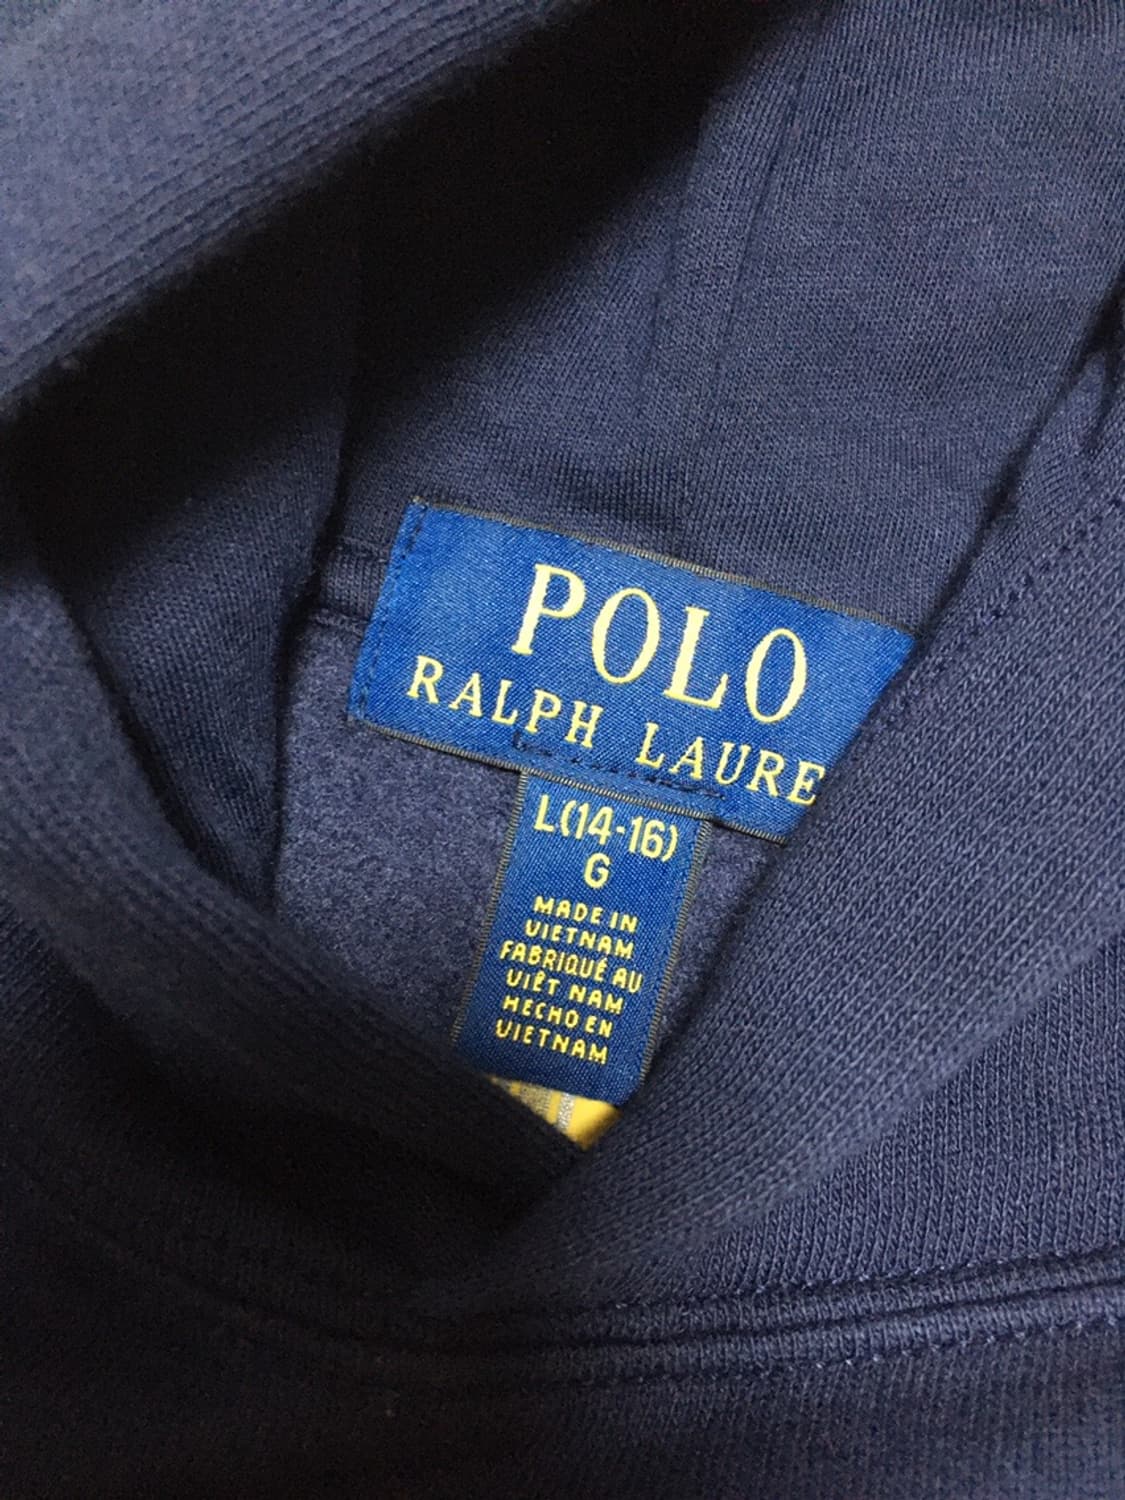 POLO
RALPH LAURE
L(14-16)
G
MADE IN
VIETNAM
FABRIQUÉ AU
VIÊT NAM
HECHO EN
VIETNAM